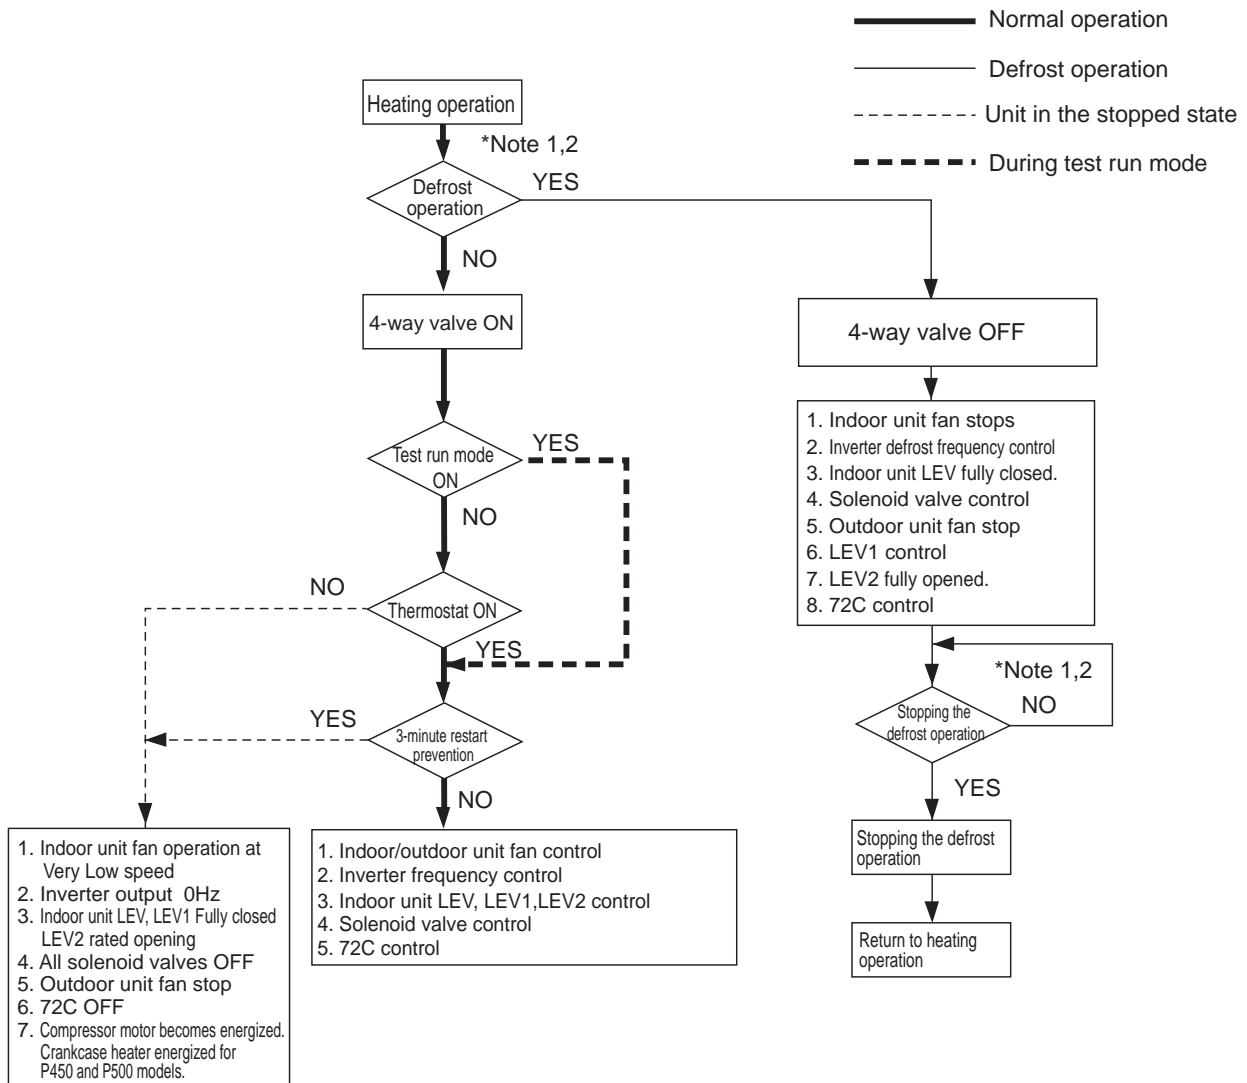 Normal operation
Defrost operation
Unit in the stopped state
During test run mode
Heating operation
*Note 1,2
Defrost
operation
YES
NO
4-way valve ON
4-way valve OFF
Test run mode
ON
YES
NO
1. Indoor unit fan stops
2. Inverter defrost frequency control
3. Indoor unit LEV fully closed.
4. Solenoid valve control
5. Outdoor unit fan stop
6. LEV1 control
7. LEV2 fully opened.
8. 72C control
NO
Thermostat ON
YES
*Note 1,2
NO
Stopping the
defrost operation
YES
YES
3-minute restart
prevention
NO
1. Indoor unit fan operation at
Very Low speed
2. Inverter output 0Hz
3. Indoor unit LEV, LEV1 Fully closed
LEV2 rated opening
4. All solenoid valves OFF
5. Outdoor unit fan stop
6. 72C OFF
7. Compressor motor becomes energized.
Crankcase heater energized for
P450 and P500 models.
1. Indoor/outdoor unit fan control
2. Inverter frequency control
3. Indoor unit LEV, LEV1,LEV2 control
4. Solenoid valve control
5. 72C control
Stopping the defrost
operation
Return to heating
operation